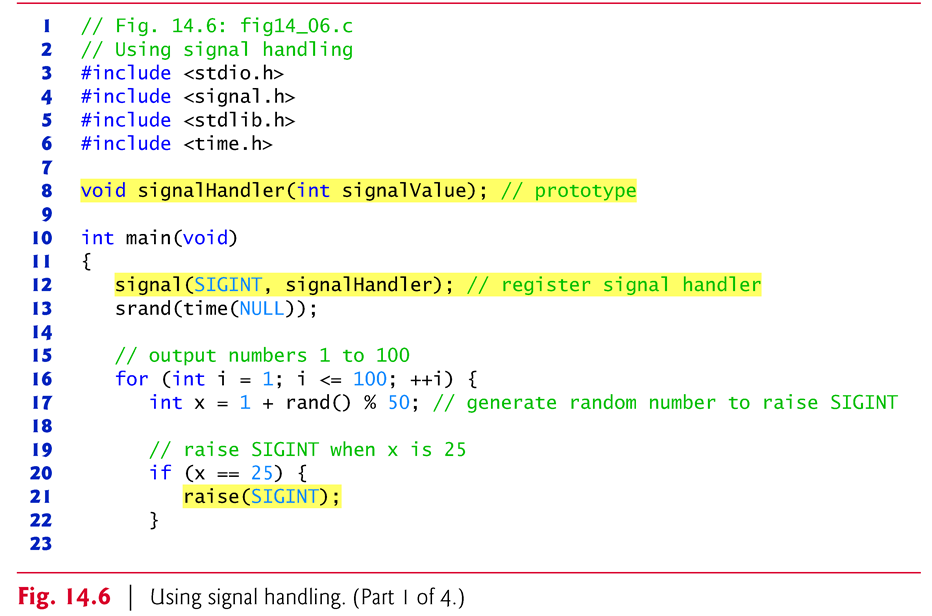 1 // Fig. 14.6: fig14_06.c
2 // Using signal handling
3 #include <stdio.h>
4 #include <signal.h>
5 #include <stdlib.h>
6 #include <time.h>
7
8 void signalHandler(int signalValue); // prototype
9
10 int main(void)
11 {
12    signal(SIGINT, signalHandler); // register signal handler
13    srand(time(NULL));
14
15    // output numbers 1 to 100
16    for (int i = 1; i <= 100; ++i) {
17       int x = 1 + rand() % 50; // generate random number to raise SIGINT
18
19       // raise SIGINT when x is 25
20       if (x == 25) {
21          raise(SIGINT);
22       }
23
Fig. 14.6 | Using signal handling. (Part 1 of 4.)